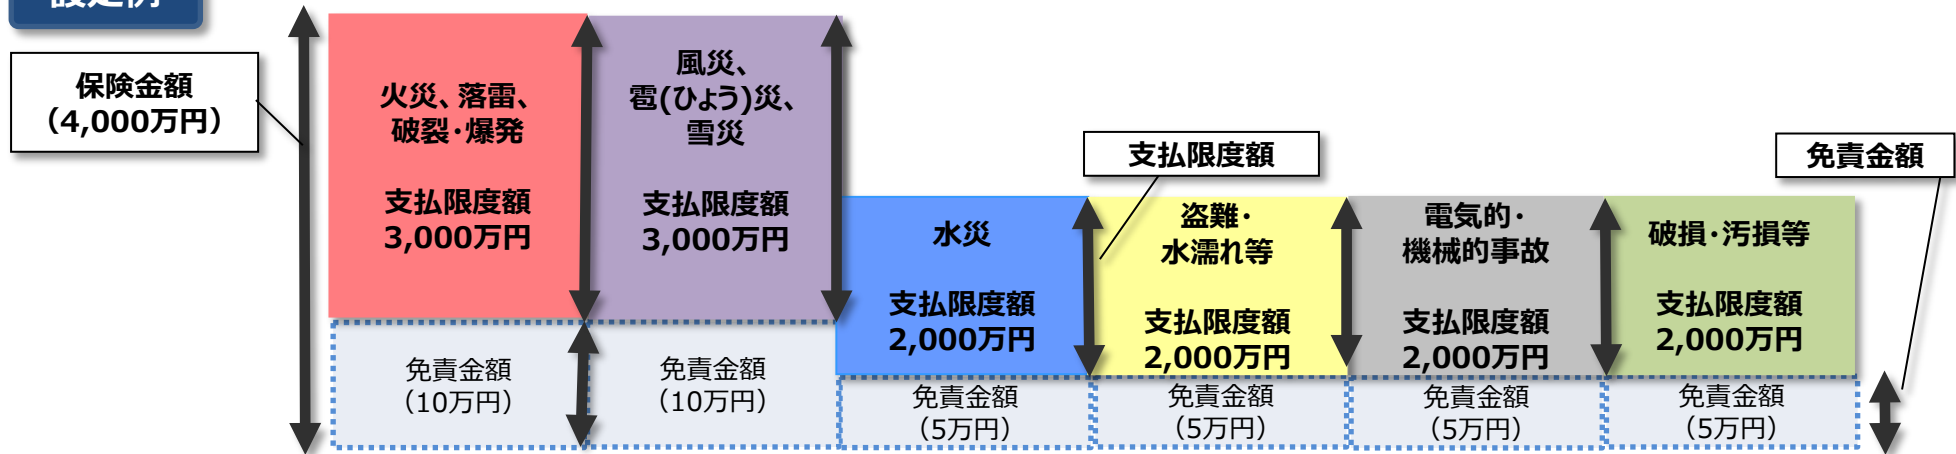 設定例
保険金額
（4,000万円）
火災、落雷、
破裂・爆発
支払限度額
3,000万円
免責金額
（10万円）
風災、
雹(ひょう)災、
雪災
支払限度額
3,000万円
免責金額
（10万円）
水災
支払限度額
2,000万円
免責金額
（5万円）
支払限度額
盗難・
水濡れ等
支払限度額
2,000万円
免責金額
（5万円）
電気的・
機械的事故
支払限度額
2,000万円
免責金額
（5万円）
破損・汚損等
支払限度額
2,000万円
免責金額
（5万円）
免責金額